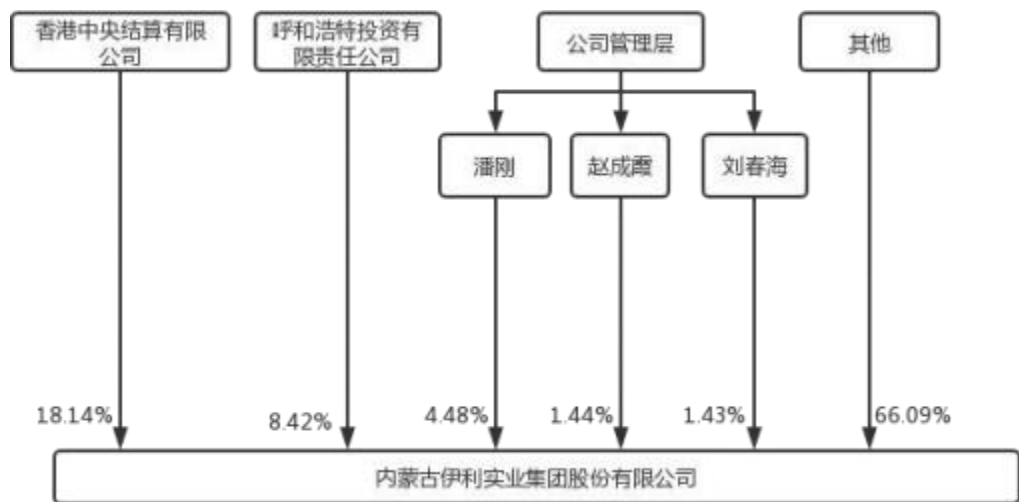 香港中央结算有限
公司
呼和浩特投资有
限责任公司
公司管理层
其他
潘刚
赵成霞
刘春海
18.14%
8.42%
4.48%
1.44%
1.43%
66.09%
内蒙古伊利实业集团股份有限公司